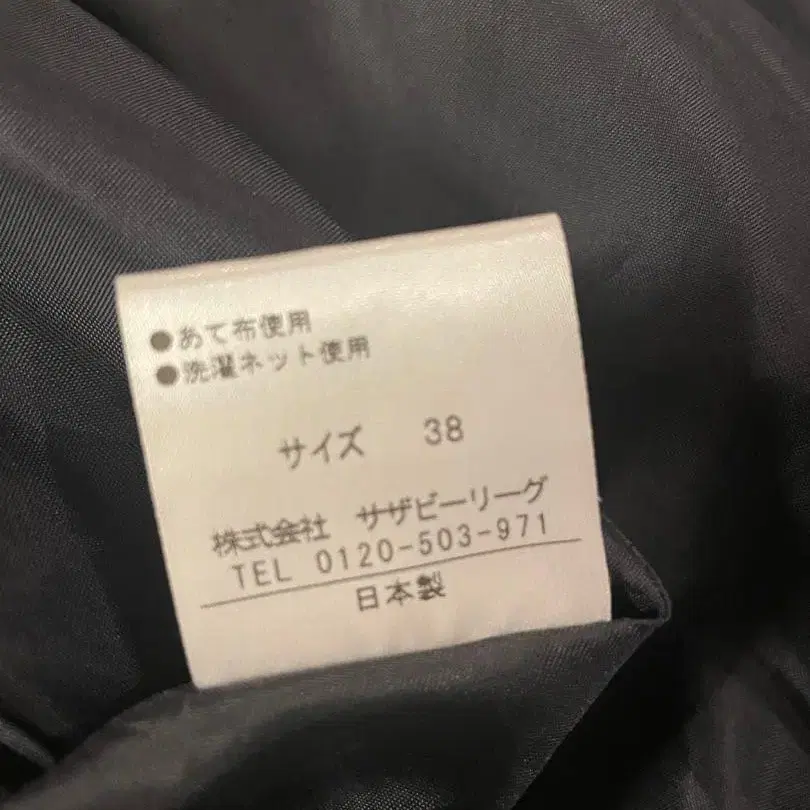 ●あて布使用
●洗濯ネット使用
サイズ 38
株式会社 サザビーリーグ
TEL 0120-503-971
日本製